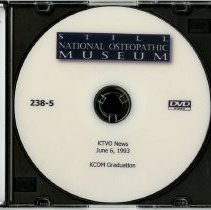 STILL
NATIONAL OSTEOPATHIC
MUSEUM
238-5
DVD
KTVO News
June 6, 1993
KCOM Graduation